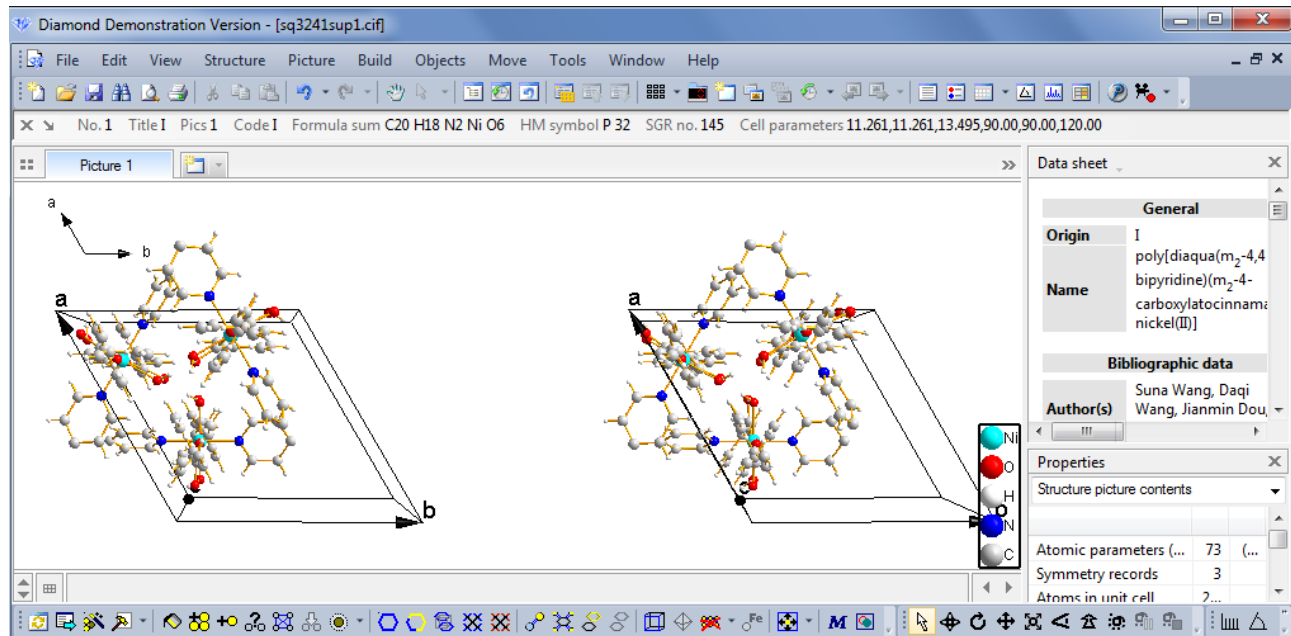 Diamond Demonstration Version - [sq3241sup1.cif]
File Edit View Structure Picture Build Objects Move Tools Window Help
No. 1 Title I Pics 1 Code I Formula sum C20 H18 N2 Ni O6 HM symbol P 32 SGR no. 145 Cell parameters 11.261,11.261,13.495,90.00,90.00,120.00
Picture 1
Data sheet
a
b
a
b
c
a
b
c
Ni
O
H
N
C
General
Origin I
Name poly[diaqua(m2-4,4
bipyridine)(m2-4-
carboxylatocinnama
nickel(II)]
Bibliographic data
Author(s) Suna Wang, Daqi
Wang, Jianmin Dou,
Properties
Structure picture contents
Atomic parameters (... 73 (...
Symmetry records 3
Atoms in unit cell 2...
Fe
M